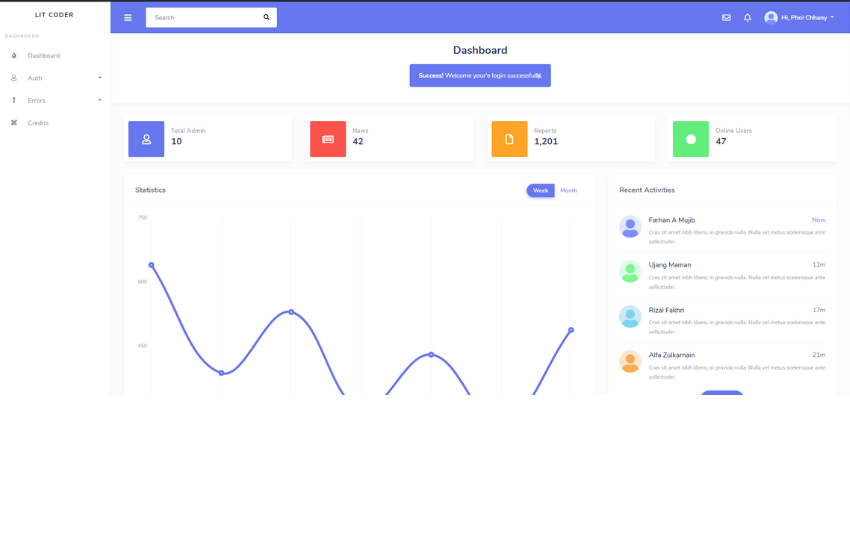 LIT CODER
Search
Hi, Phol Chhany
DASHBOARD
Dashboard
Auth
Errors
Credits
Dashboard
Success! Welcome your'e login successfully
Total Admin
10
News
42
Reports
1,201
Online Users
47
Statistics
Week
Month
750
600
450
Recent Activities
Farhan A Mujib
Now
Cras sit amet nibh libero, in gravida nulla. Nulla vel metus scelerisque ante
sollicitudin.
Ujang Maman
12m
Cras sit amet nibh libero, in gravida nulla. Nulla vel metus scelerisque ante
sollicitudin.
Rizal Fakhri
17m
Cras sit amet nibh libero, in gravida nulla. Nulla vel metus scelerisque ante
sollicitudin.
Alfa Zulkarnain
21m
Cras sit amet nibh libero, in gravida nulla. Nulla vel metus scelerisque ante
sollicitudin.